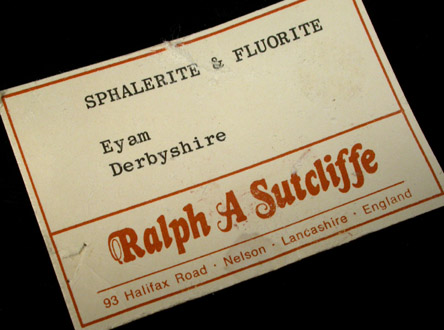 SPHALERITE & FLUORITE
Eyam
Derbyshire
Ralph A Sutcliffe
93 Halifax Road · Nelson · Lancashire · England